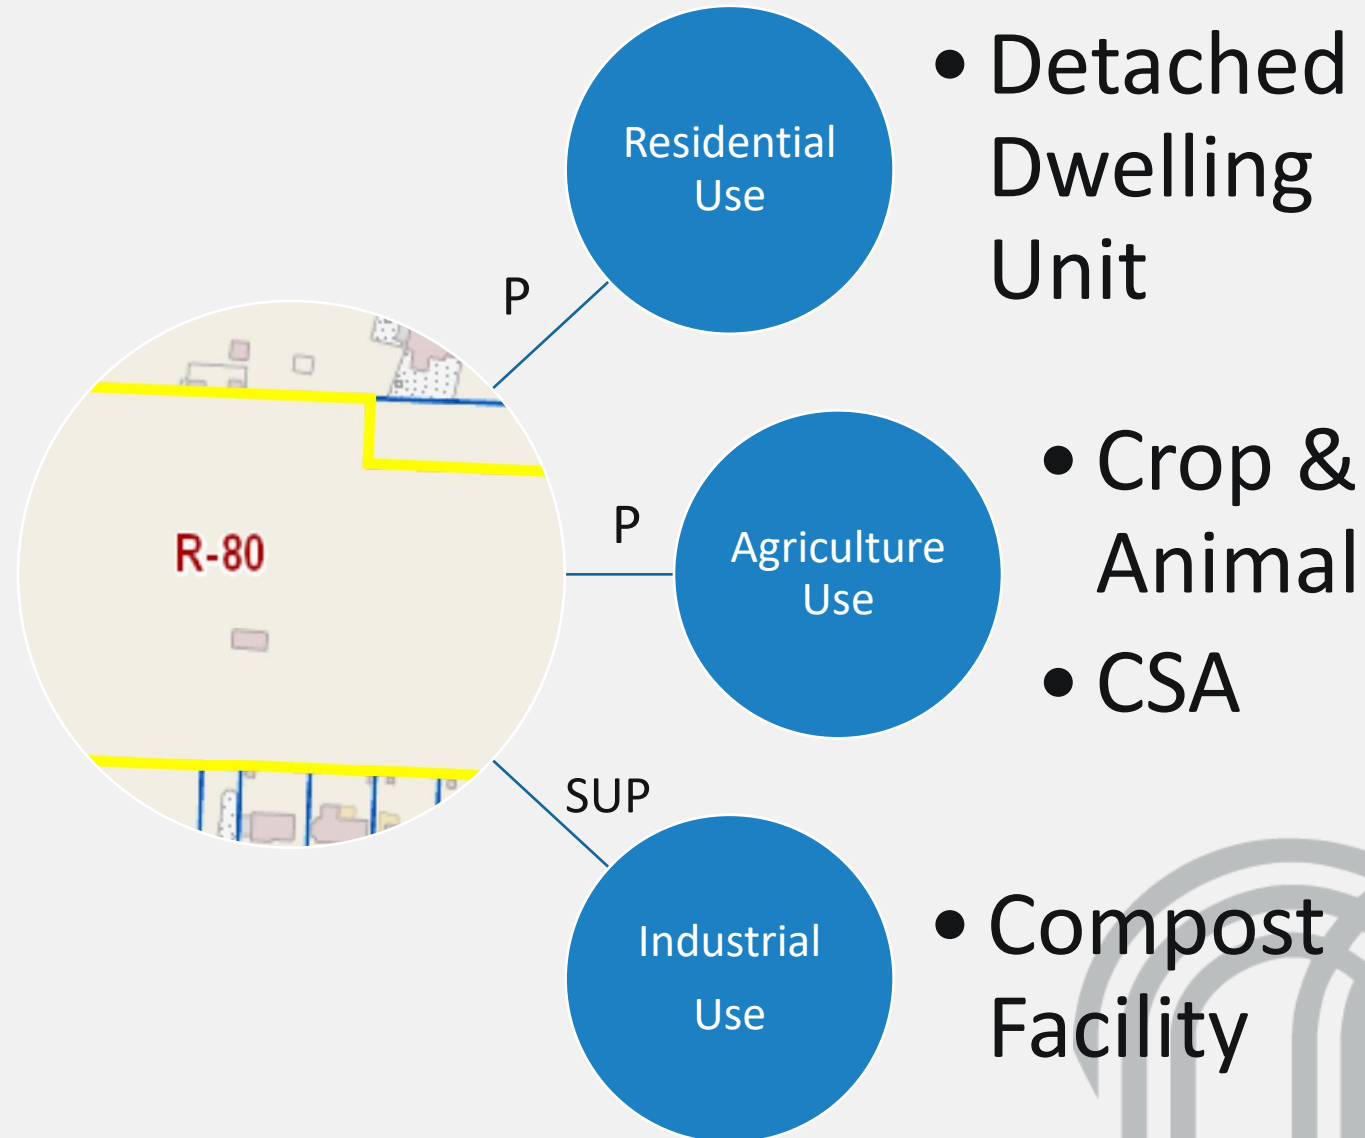 Residential
Use
• Detached
Dwelling
Unit
P
R-80
P
Agriculture
Use
• Crop &
Animal
• CSA
SUP
Industrial
Use
• Compost
Facility